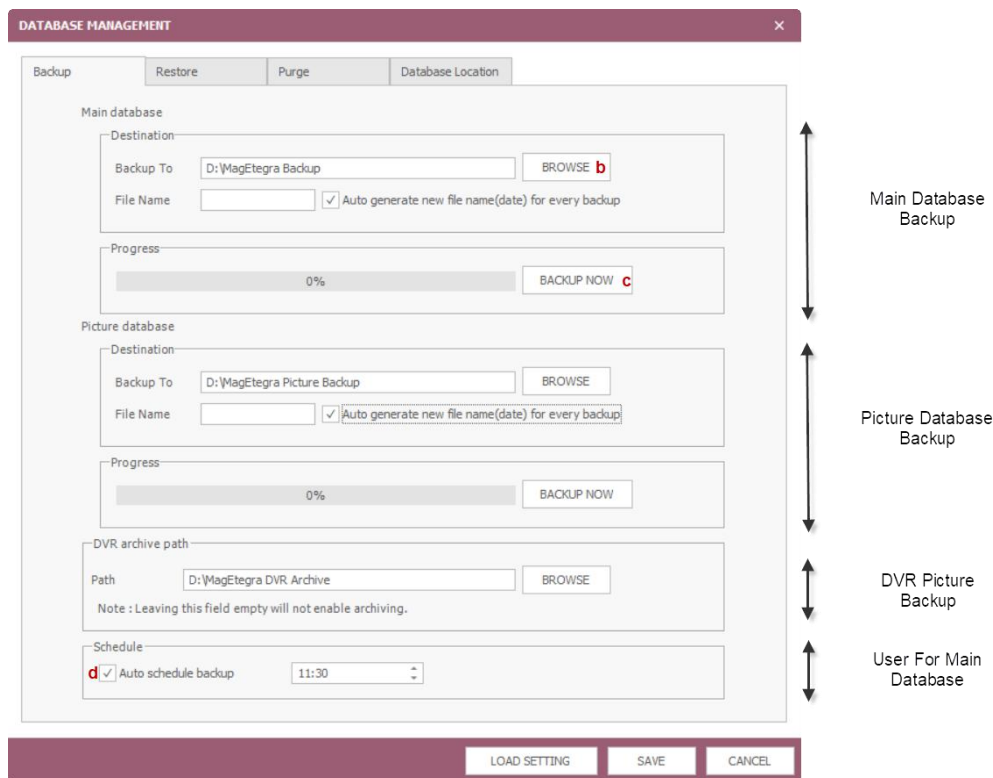 DATABASE MANAGEMENT ×
Backup Restore Purge Database Location
Main database
Destination
Backup To D:\MagEtegra Backup BROWSE b
File Name Auto generate new file name(date) for every backup
Progress
0% BACKUP NOW c
Main Database
Backup
Picture database
Destination
Backup To D:\MagEtegra Picture Backup BROWSE
File Name Auto generate new file name(date) for every backup
Progress
0% BACKUP NOW
Picture Database
Backup
DVR archive path
Path D:\MagEtegra DVR Archive BROWSE
Note : Leaving this field empty will not enable archiving.
DVR Picture
Backup
Schedule
d Auto schedule backup 11:30
User For Main
Database
LOAD SETTING SAVE CANCEL